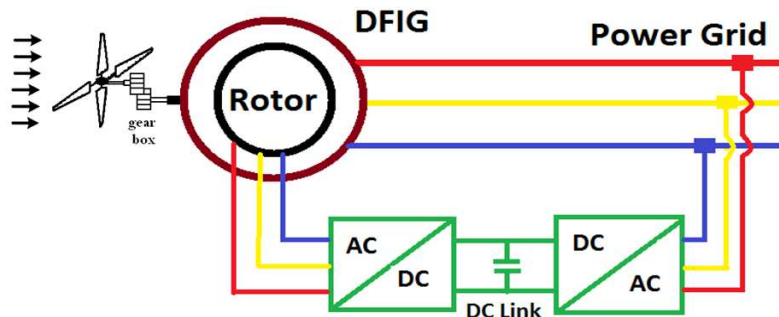 DFIG
Power Grid
Rotor
gear
box
AC
DC
DC
AC
DC Link